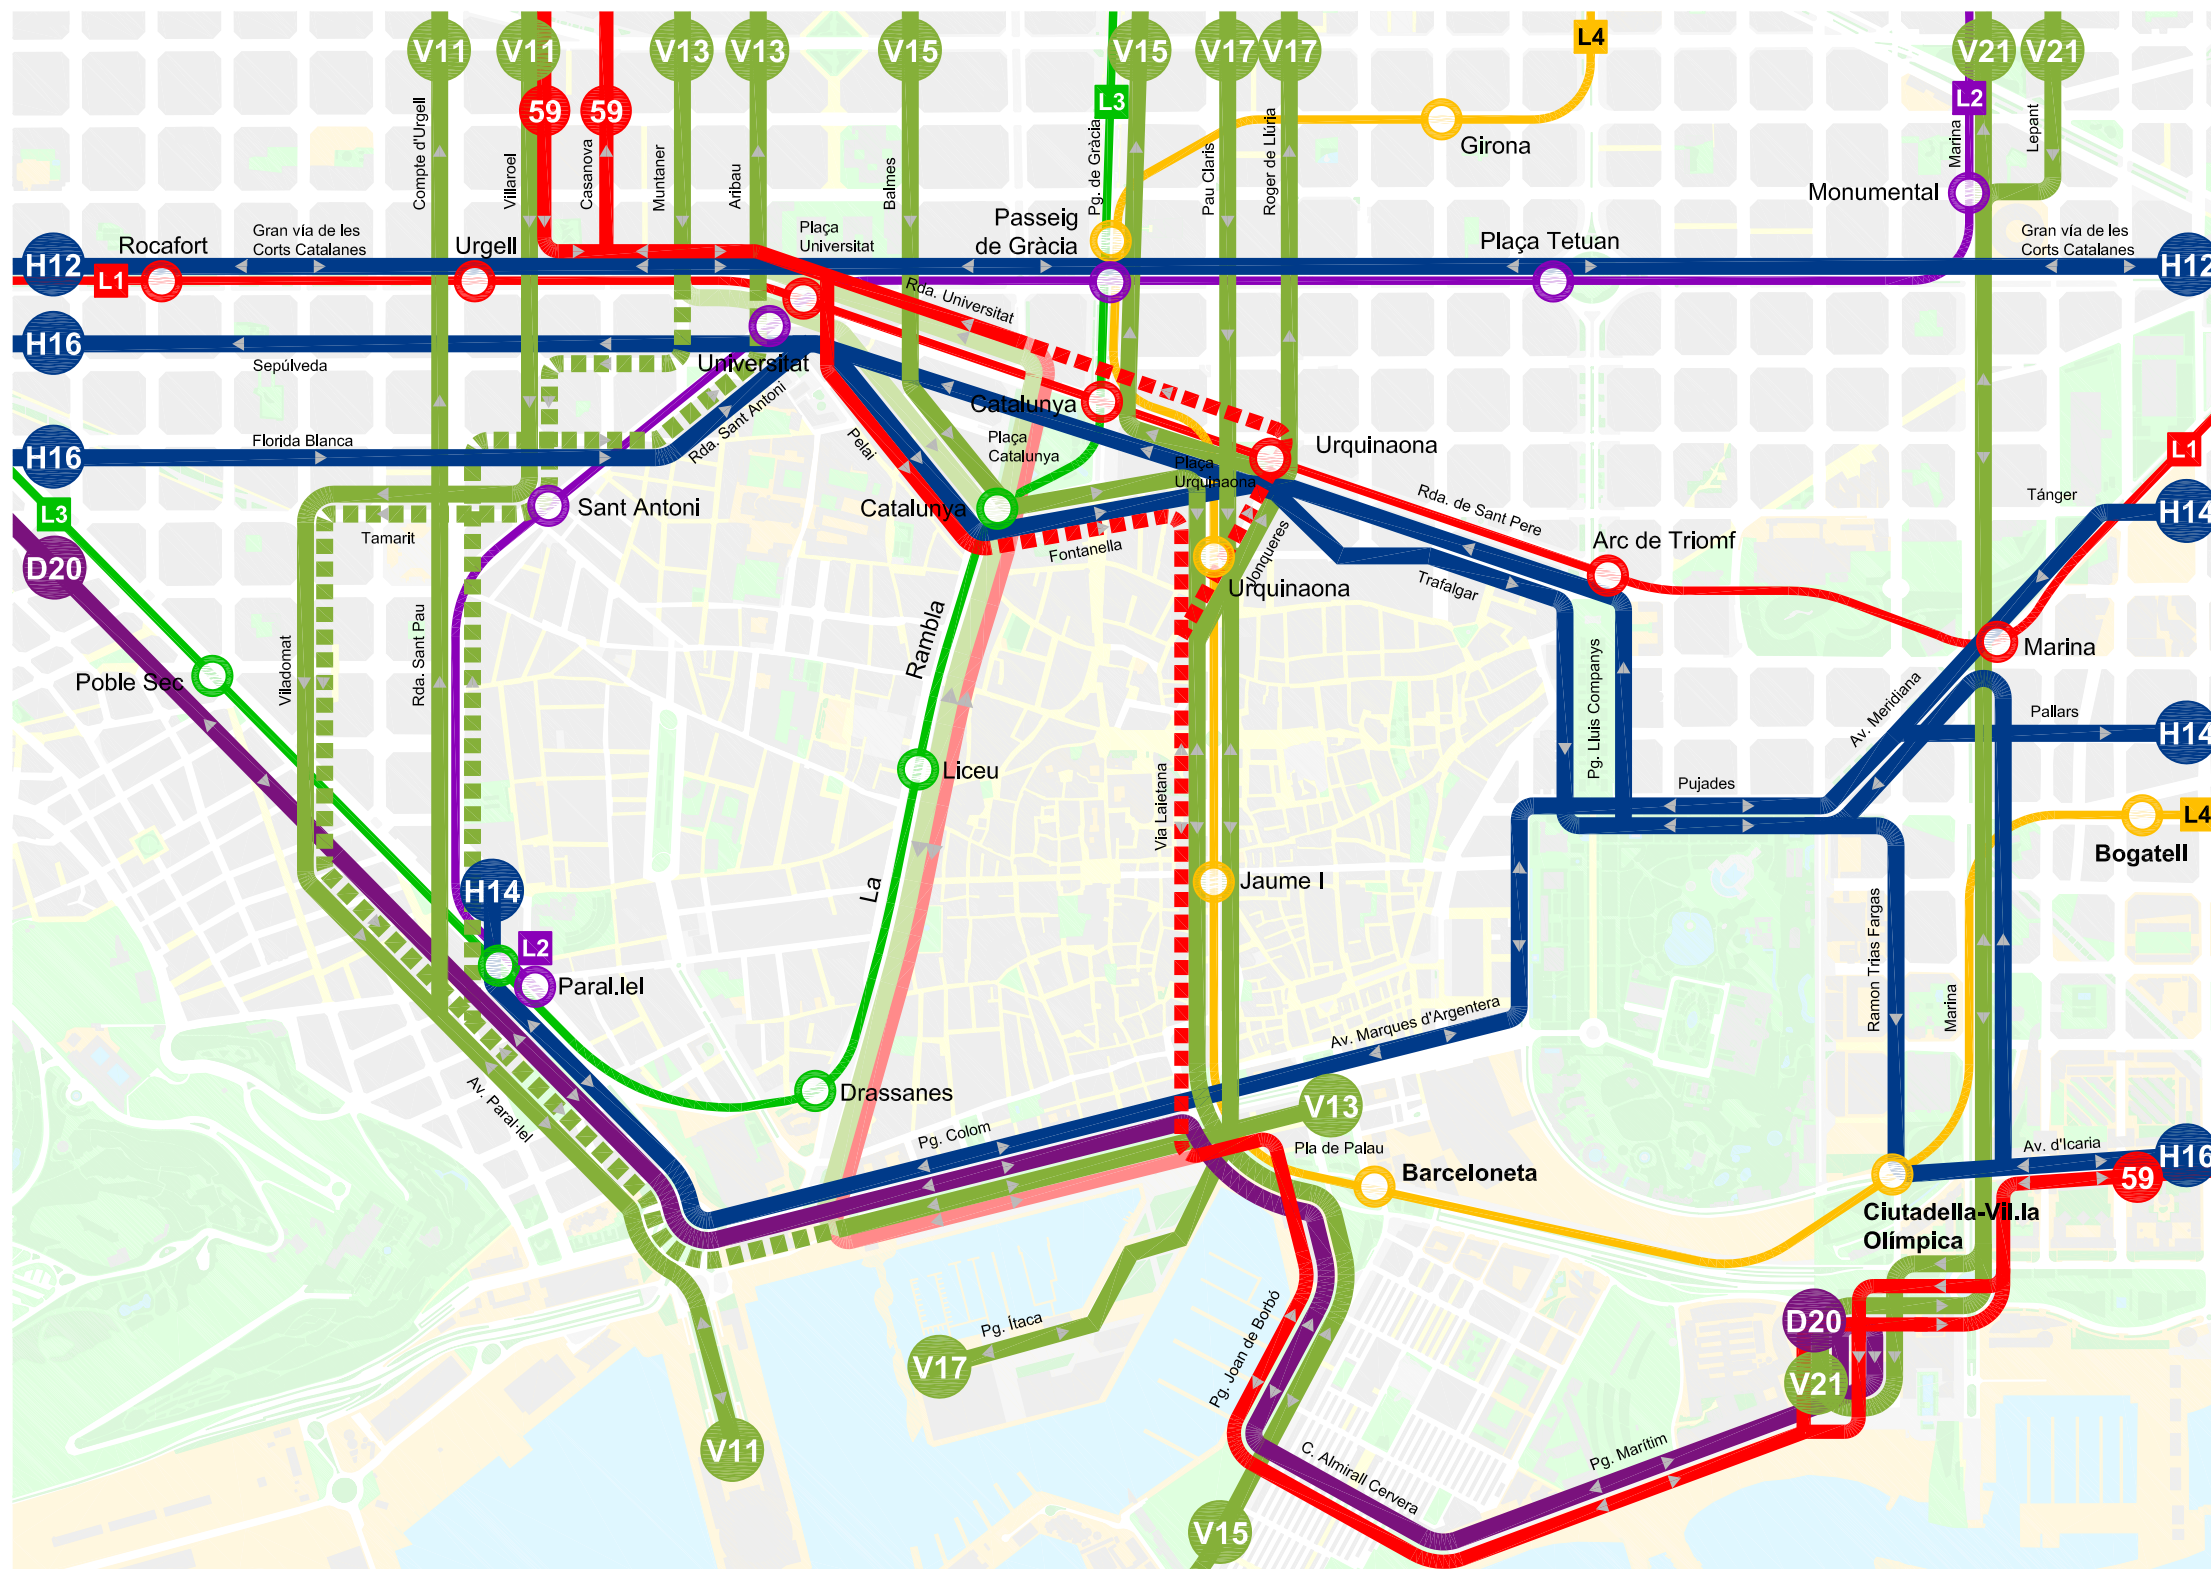 V11
V11
V13
V13
V15
V15
V17
V17
L4
V21
V21
59
59
L3
L2
Compte d'Urgell
Villaroel
Casanova
Muntaner
Aribau
Balmes
Pg. de Gràcia
Pau Claris
Roger de Llúria
Girona
Marina
Lepant
Monumental
H12
Rocafort
Gran vía de les
Corts Catalanes
Urgell
Plaça
Universitat
Passeig
de Gràcia
Plaça Tetuan
Gran vía de les
Corts Catalanes
H12
L1
Rda. Universitat
H16
Sepúlveda
Universitat
Catalunya
H16
Florida Blanca
Rda. Sant Antoni
Pelai
Plaça
Catalunya
Plaça
Urquinaona
Urquinaona
L1
L3
Sant Antoni
Catalunya
Rda. de Sant Pere
Tánger
H14
Tamarit
Fontanella
Jonqueres
Arc de Triomf
D20
Urquinaona
Trafalgar
Marina
Poble Sec
Viladomat
Rda. Sant Pau
La
Rambla
Pg. Lluis Companys
Av. Meridiana
Pallars
H14
Liceu
Via Laietana
Pujades
L4
Bogatell
H14
Jaume I
L2
Paral.lel
Ramon Trias Fargas
Marina
Av. Marques d'Argentera
Av. Paral·lel
Drassanes
Pg. Colom
V13
Pla de Palau
Barceloneta
Av. d'Icaria
H16
59
Ciutadella-Vil.la
Olímpica
Pg. Ítaca
V17
Pg. Joan de Borbó
D20
V21
V11
C. Almirall Cervera
Pg. Marítim
V15